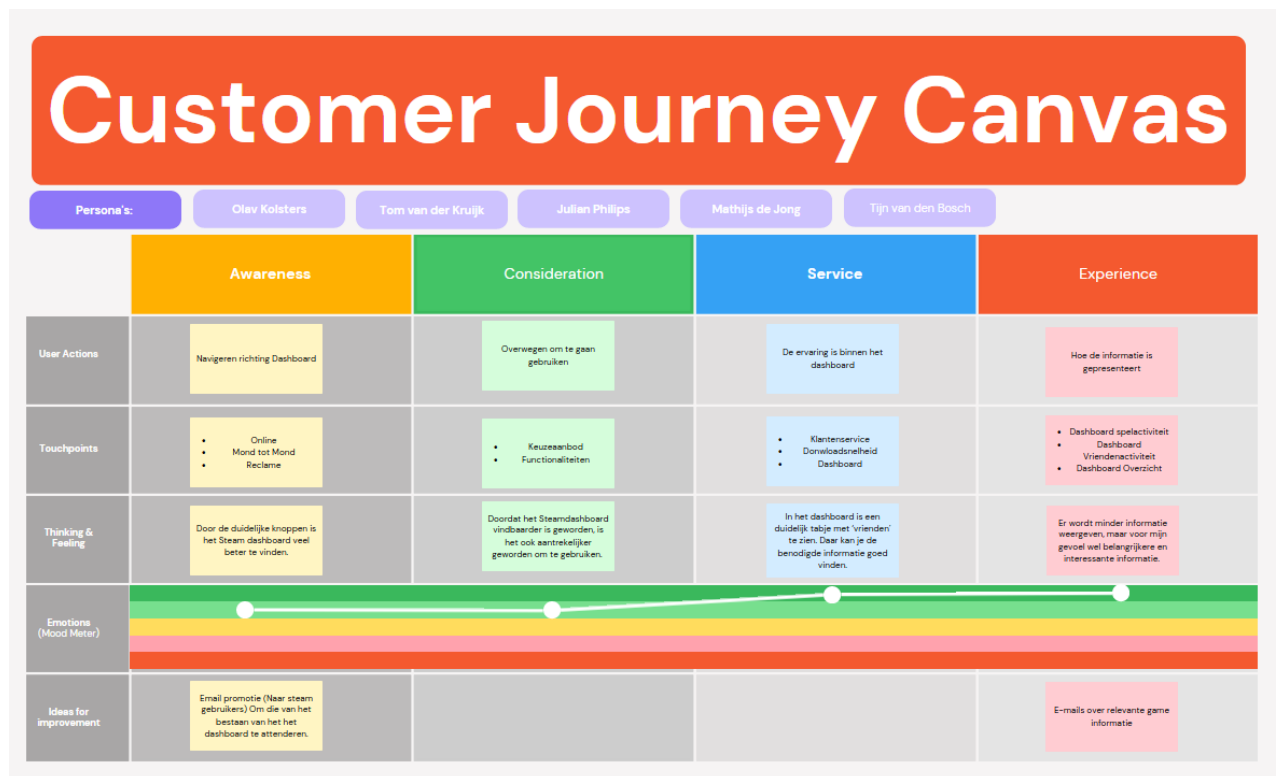 Customer Journey Canvas
Persona's:
Olav Kolsters
Tom van der Kruijk
Julian Philips
Mathijs de Jong
Tijn van den Bosch
Awareness
Consideration
Service
Experience
User Actions
Navigeren richting Dashboard
Overwegen om te gaan
gebruiken
De ervaring is binnen het
dashboard
Hoe de informatie is
gepresenteert
Touchpoints
• Online
• Mond tot Mond
• Reclame
• Keuzeaanbod
• Functionaliteiten
• Klantenservice
• Donwloadsnelheid
• Dashboard
• Dashboard spelactiviteit
• Dashboard
Vriendenactiviteit
• Dashboard Overzicht
Thinking &
Feeling
Door de duidelijke knoppen is
het Steam dashboard veel
beter te vinden.
Doordat het Steamdashboard
vindbaarder is geworden, is
het ook aantrekelijker
geworden om te gebruiken.
In het dashboard is een
duidelijk tabje met 'vrienden'
te zien. Daar kan je de
benodigde informatie goed
vinden.
Er wordt minder informatie
weergeven, maar voor mijn
gevoel wel belangrijkere en
interessante informatie.
Emotions
(Mood Meter)
Ideas for
improvement
Email promotie (Naar steam
gebruikers) Om die van het
bestaan van het het
dashboard te attenderen.
E-mails over relevante game
informatie